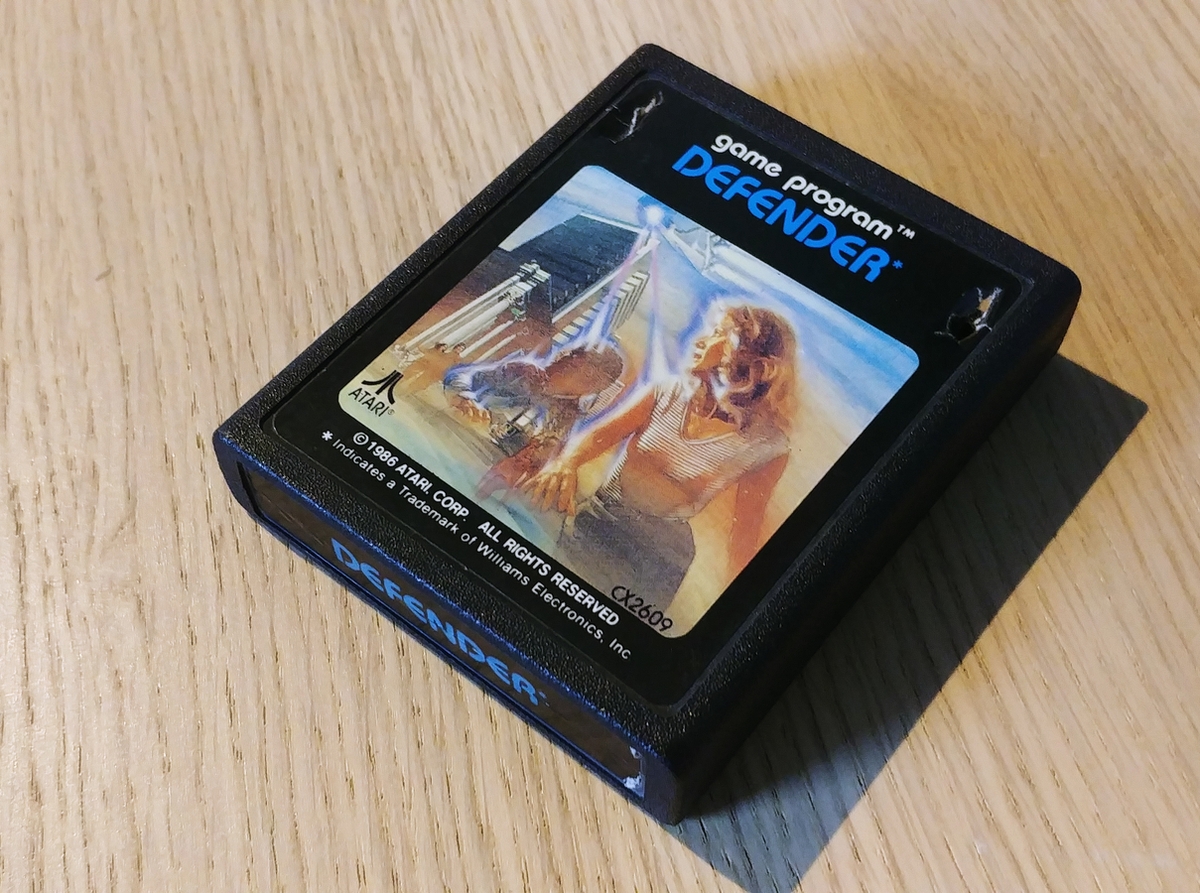 game program™
DEFENDER*
ATARI®
CX2609
© 1986 ATARI, CORP. ALL RIGHTS RESERVED
* Indicates a Trademark of Williams Electronics, Inc
DEFENDER*